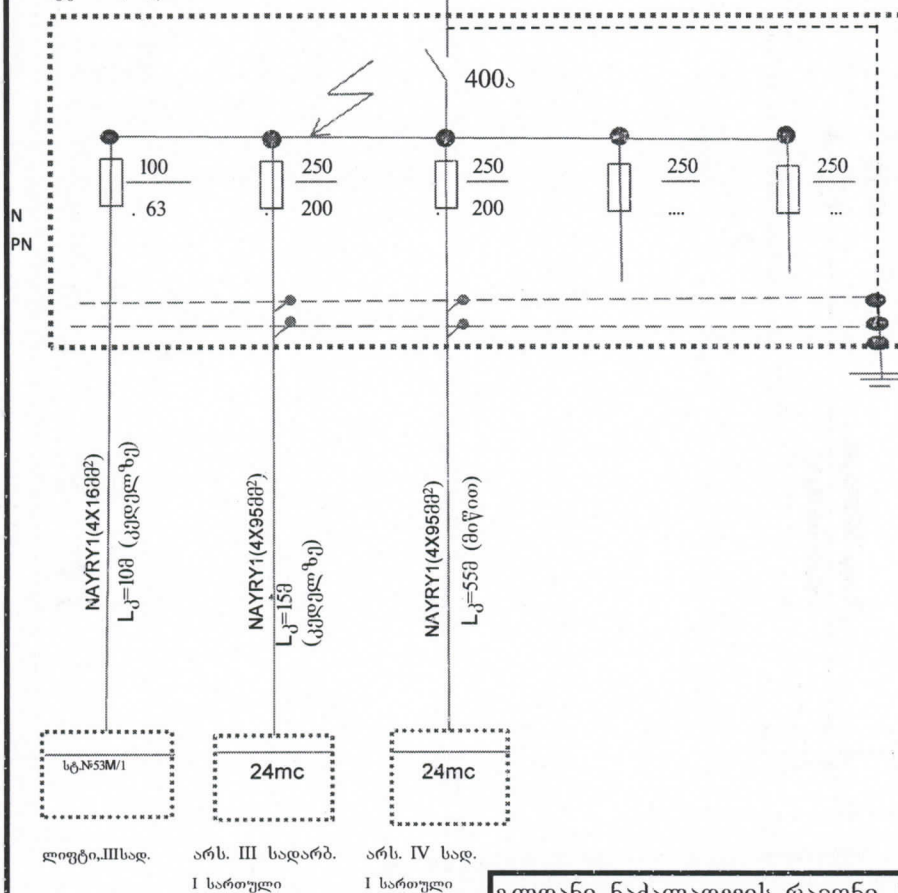 400ა
100 250 250 250 250
. 63 . 200 . 200 .... ...
N
PN
NAYRY1(4X16მმ²)
Lკ=10მ (კედელზე)
NAYRY1(4X95მმ²)
Lკ=15მ
(კედელზე)
NAYRY1(4X95მმ²)
Lკ=55მ (მიწით)
სტ.№53M/1 24mc 24mc
ლიფტი,IIIსად. არს. III სადარბ. არს. IV სად.
I სართული I სართული